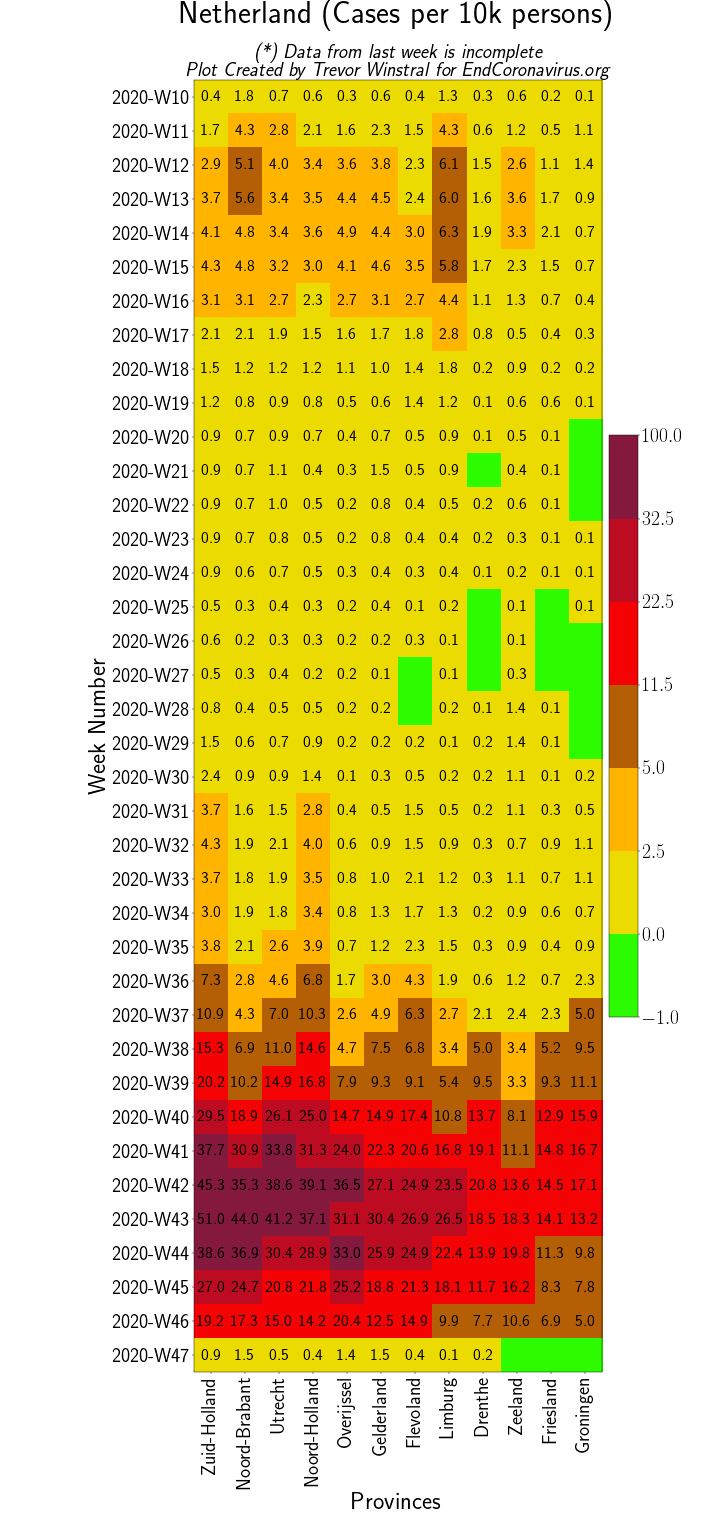 Netherland (Cases per 10k persons)
(*) Data from last week is incomplete
Plot Created by Trevor Winstral for EndCoronavirus.org
2020-W10 0.4 1.8 0.7 0.6 0.3 0.6 0.4 1.3 0.3 0.6 0.2 0.1
2020-W11 1.7 4.3 2.8 2.1 1.6 2.3 1.5 4.3 0.6 1.2 0.5 1.1
2020-W12 2.9 5.1 4.0 3.4 3.6 3.8 2.3 6.1 1.5 2.6 1.1 1.4
2020-W13 3.7 5.6 3.4 3.5 4.4 4.5 2.4 6.0 1.6 3.6 1.7 0.9
2020-W14 4.1 4.8 3.4 3.6 4.9 4.4 3.0 6.3 1.9 3.3 2.1 0.7
2020-W15 4.3 4.8 3.2 3.0 4.1 4.6 3.5 5.8 1.7 2.3 1.5 0.7
2020-W16 3.1 3.1 2.7 2.3 2.7 3.1 2.7 4.4 1.1 1.3 0.7 0.4
2020-W17 2.1 2.1 1.9 1.5 1.6 1.7 1.8 2.8 0.8 0.5 0.4 0.3
2020-W18 1.5 1.2 1.2 1.2 1.1 1.0 1.4 1.8 0.2 0.9 0.2 0.2
2020-W19 1.2 0.8 0.9 0.8 0.5 0.6 1.4 1.2 0.1 0.6 0.6 0.1
2020-W20 0.9 0.7 0.9 0.7 0.4 0.7 0.5 0.9 0.1 0.5 0.1
2020-W21 0.9 0.7 1.1 0.4 0.3 1.5 0.5 0.9 0.4 0.1
2020-W22 0.9 0.7 1.0 0.5 0.2 0.8 0.4 0.5 0.2 0.6 0.1
2020-W23 0.9 0.7 0.8 0.5 0.2 0.8 0.4 0.4 0.2 0.3 0.1 0.1
2020-W24 0.9 0.6 0.7 0.5 0.3 0.4 0.3 0.4 0.1 0.2 0.1 0.1
2020-W25 0.5 0.3 0.4 0.3 0.2 0.4 0.1 0.2 0.1 0.1
2020-W26 0.6 0.2 0.3 0.3 0.2 0.2 0.3 0.1 0.1
2020-W27 0.5 0.3 0.4 0.2 0.2 0.1 0.1 0.3
2020-W28 0.8 0.4 0.5 0.5 0.2 0.2 0.2 0.1 1.4 0.1
2020-W29 1.5 0.6 0.7 0.9 0.2 0.2 0.2 0.1 0.2 1.4 0.1
2020-W30 2.4 0.9 0.9 1.4 0.1 0.3 0.5 0.2 0.2 1.1 0.1 0.2
2020-W31 3.7 1.6 1.5 2.8 0.4 0.5 1.5 0.5 0.2 1.1 0.3 0.5
2020-W32 4.3 1.9 2.1 4.0 0.6 0.9 1.5 0.9 0.3 0.7 0.9 1.1
2020-W33 3.7 1.8 1.9 3.5 0.8 1.0 2.1 1.2 0.3 1.1 0.7 1.1
2020-W34 3.0 1.9 1.8 3.4 0.8 1.3 1.7 1.3 0.2 0.9 0.6 0.7
2020-W35 3.8 2.1 2.6 3.9 0.7 1.2 2.3 1.5 0.3 0.9 0.4 0.9
2020-W36 7.3 2.8 4.6 6.8 1.7 3.0 4.3 1.9 0.6 1.2 0.7 2.3
2020-W37 10.9 4.3 7.0 10.3 2.6 4.9 6.3 2.7 2.1 2.4 2.3 5.0
2020-W38 15.3 6.9 11.0 14.6 4.7 7.5 6.8 3.4 5.0 3.4 5.2 9.5
2020-W39 20.2 10.2 14.9 16.8 7.9 9.3 9.1 5.4 9.5 3.3 9.3 11.1
2020-W40 29.5 18.9 26.1 25.0 14.7 14.9 17.4 10.8 13.7 8.1 12.9 15.9
2020-W41 37.7 30.9 33.8 31.3 24.0 22.3 20.6 16.8 19.1 11.1 14.8 16.7
2020-W42 45.3 35.3 38.6 39.1 36.5 27.1 24.9 23.5 20.8 13.6 14.5 17.1
2020-W43 51.0 44.0 41.2 37.1 31.1 30.4 26.9 26.5 18.5 18.3 14.1 13.2
2020-W44 38.6 36.9 30.4 28.9 33.0 25.9 24.9 22.4 13.9 19.8 11.3 9.8
2020-W45 27.0 24.7 20.8 21.8 25.2 18.8 21.3 18.1 11.7 16.2 8.3 7.8
2020-W46 19.2 17.3 15.0 14.2 20.4 12.5 14.9 9.9 7.7 10.6 6.9 5.0
2020-W47 0.9 1.5 0.5 0.4 1.4 1.5 0.4 0.1 0.2
Week Number
Zuid-Holland
Noord-Brabant
Utrecht
Noord-Holland
Overijssel
Gelderland
Flevoland
Limburg
Drenthe
Zeeland
Friesland
Groningen
Provinces
100.0
32.5
22.5
11.5
5.0
2.5
0.0
−1.0